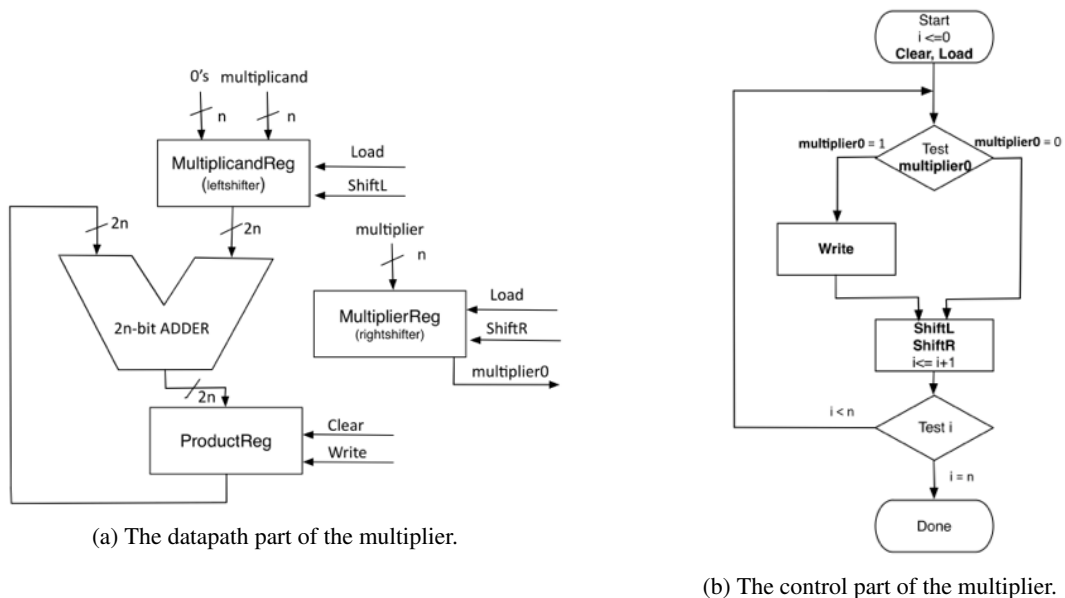 0's multiplicand
n
n
MultiplicandReg
(leftshifter)
Load
ShiftL
2n
2n
multiplier
n
2n-bit ADDER
MultiplierReg
(rightshifter)
Load
ShiftR
multiplier0
2n
ProductReg
Clear
Write
(a) The datapath part of the multiplier.
Start
i <=0
Clear, Load
multiplier0 = 1
multiplier0 = 0
Test
multiplier0
Write
ShiftL
ShiftR
i<= i+1
i < n
Test i
i = n
Done
(b) The control part of the multiplier.